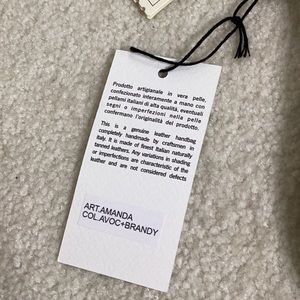 Prodotto artigianale in vera pelle,
confezionato interamente a mano con
pellami italiani di alta qualità, eventuali
segni o imperfezioni nella pelle
confermano l'originalità del prodotto.
This is a genuine leather handbag
completely handmade by craftsmen in
Italy. It is made of finest Italian naturally
tanned leathers. Any variations in shading
or imperfections are characteristic of the
leather and are not considered defects
ART.AMANDA
COL.AVOC+BRANDY